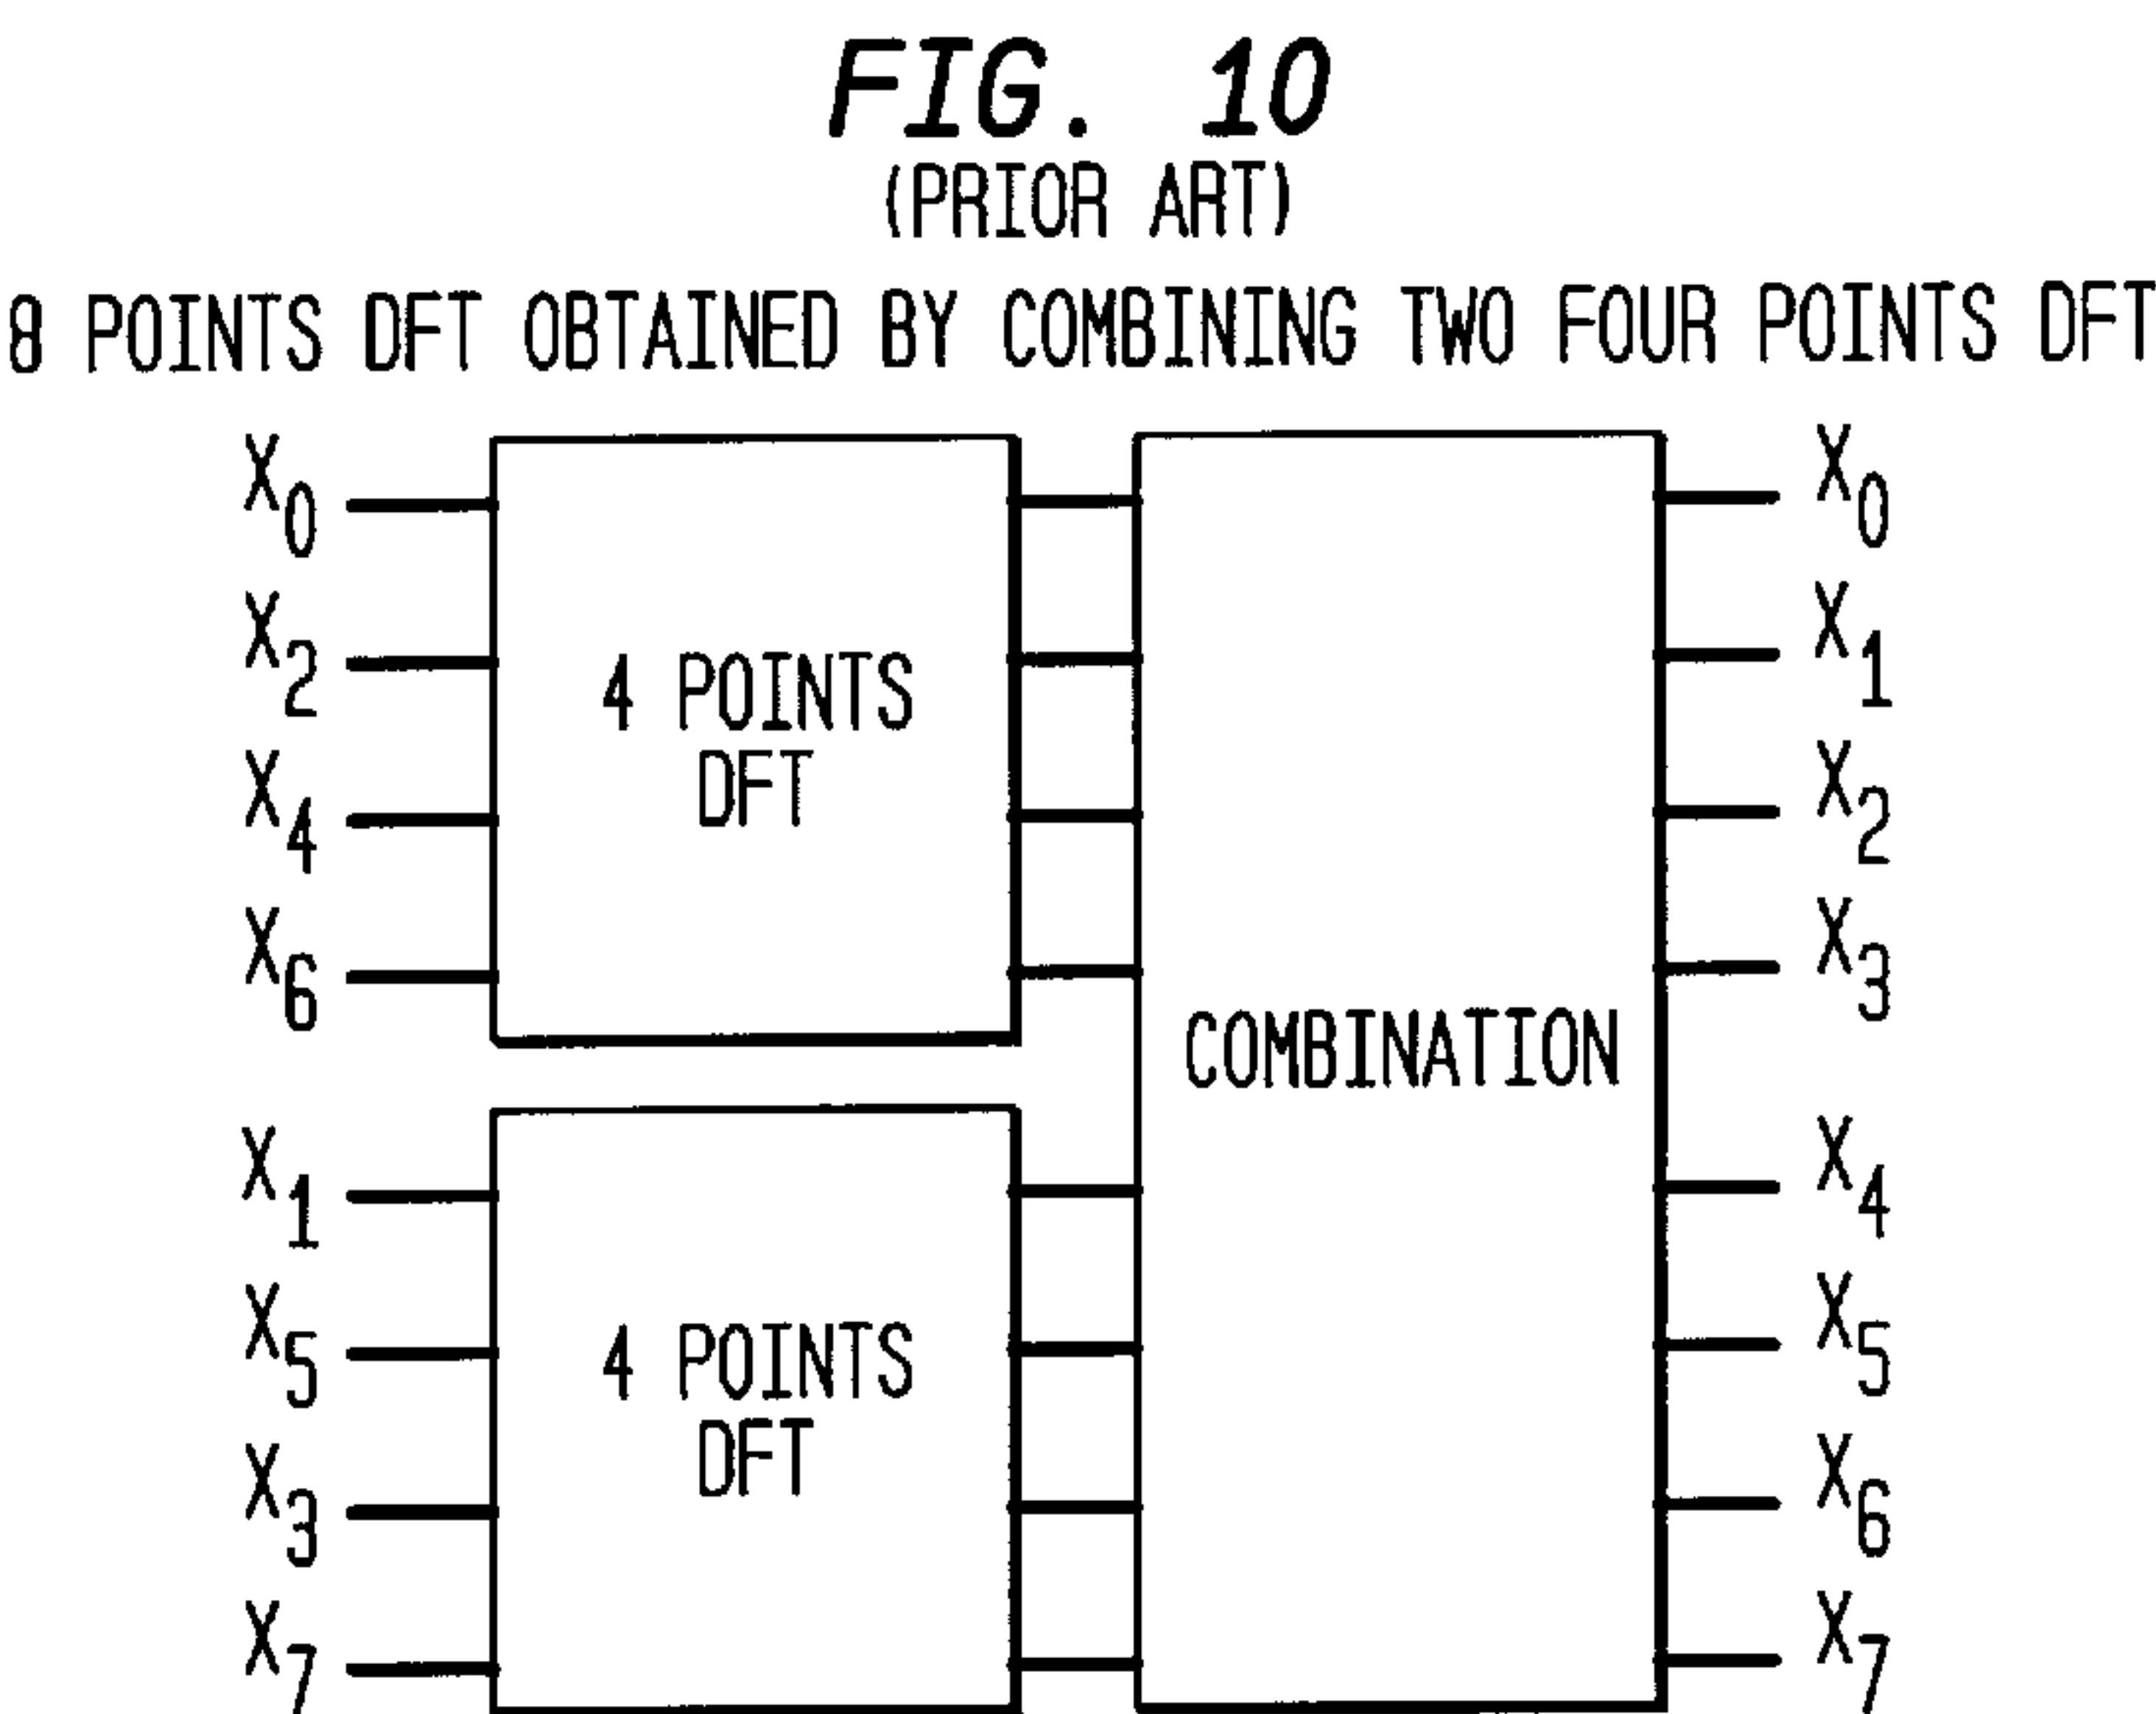 FIG. 10
(PRIOR ART)
8 POINTS DFT OBTAINED BY COMBINING TWO FOUR POINTS DFT
X0
X2
X4
X6
4 POINTS
DFT
X1
X5
X3
X7
4 POINTS
DFT
COMBINATION
X0
X1
X2
X3
X4
X5
X6
X7